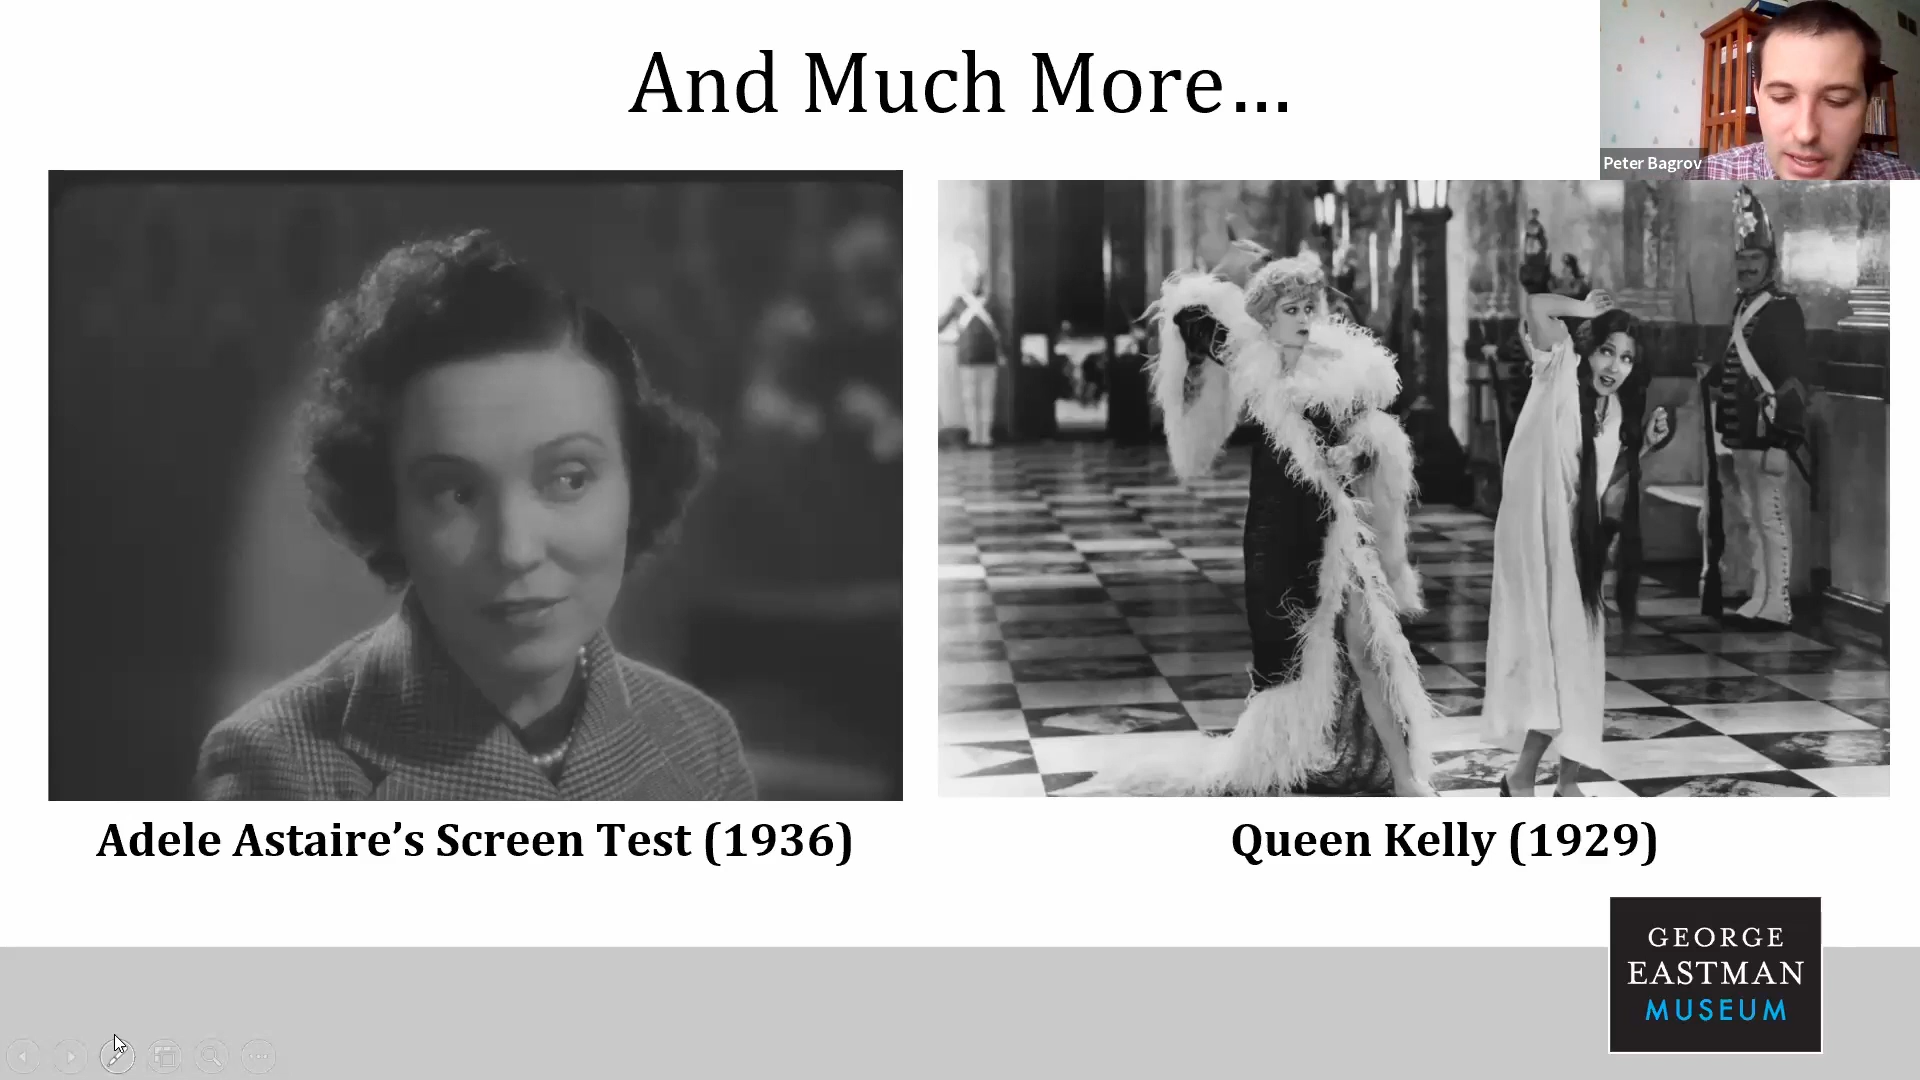 And Much More…
Peter Bagrov
Adele Astaire’s Screen Test (1936)
Queen Kelly (1929)
GEORGE
EASTMAN
MUSEUM